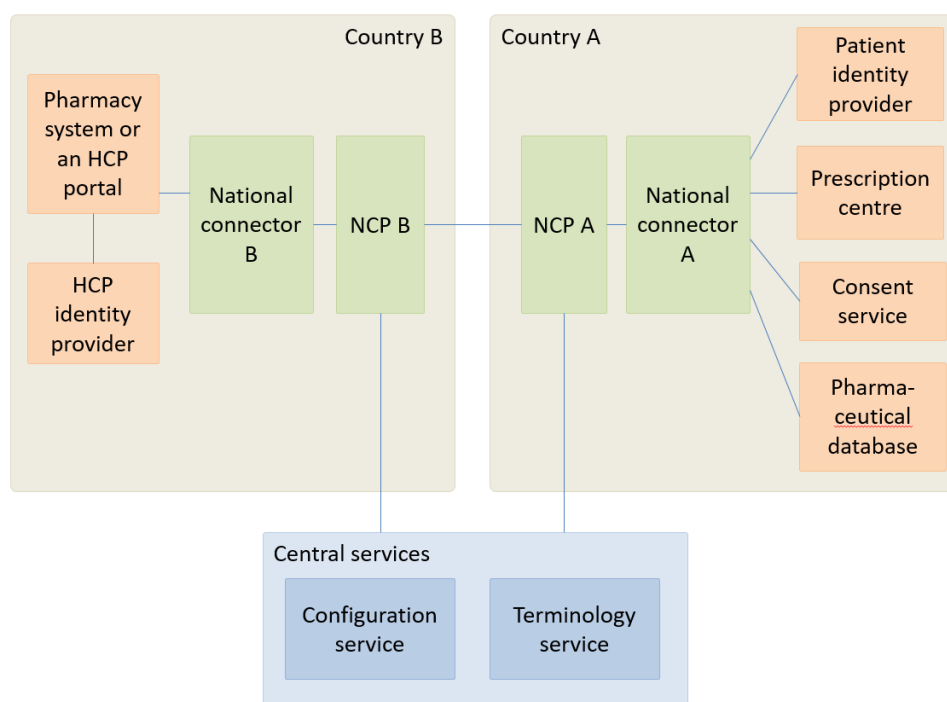 Country B
Pharmacy
system or
an HCP
portal
HCP
identity
provider
National
connector
B
NCP B
Country A
NCP A
National
connector
A
Patient
identity
provider
Prescription
centre
Consent
service
Pharma-
ceutical
database
Central services
Configuration
service
Terminology
service